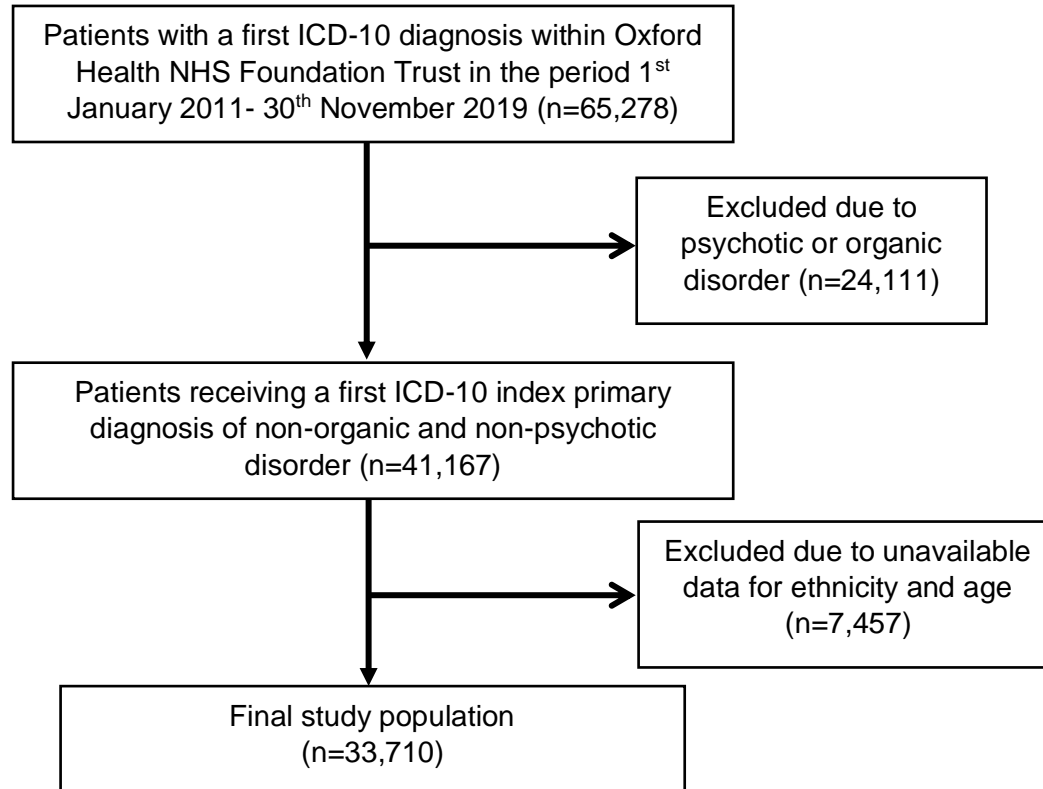 Patients with a first ICD-10 diagnosis within Oxford
Health NHS Foundation Trust in the period 1st
January 2011- 30th November 2019 (n=65,278)
Excluded due to
psychotic or organic
disorder (n=24,111)
Patients receiving a first ICD-10 index primary
diagnosis of non-organic and non-psychotic
disorder (n=41,167)
Excluded due to unavailable
data for ethnicity and age
(n=7,457)
Final study population
(n=33,710)